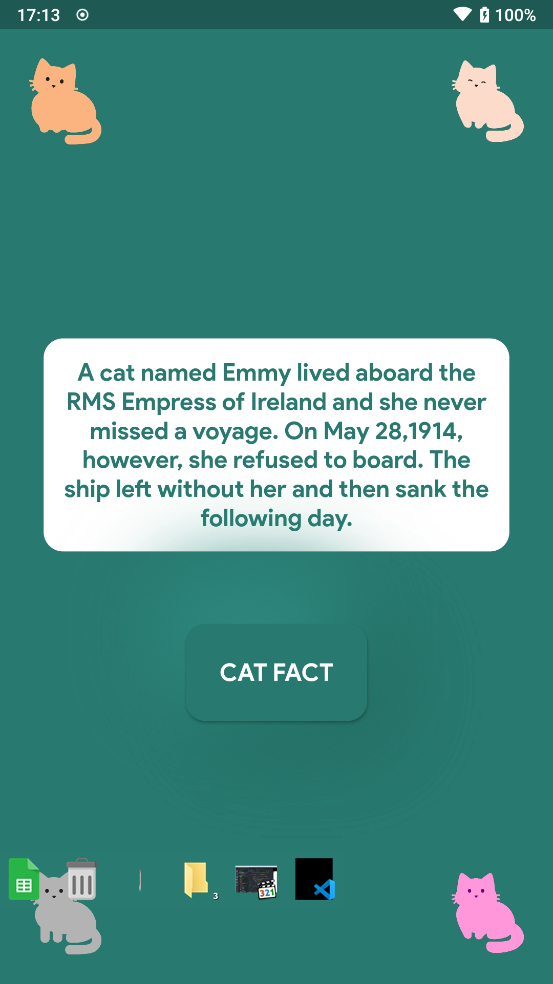 17:13
100%
A cat named Emmy lived aboard the
RMS Empress of Ireland and she never
missed a voyage. On May 28,1914,
however, she refused to board. The
ship left without her and then sank the
following day.
CAT FACT
3
321